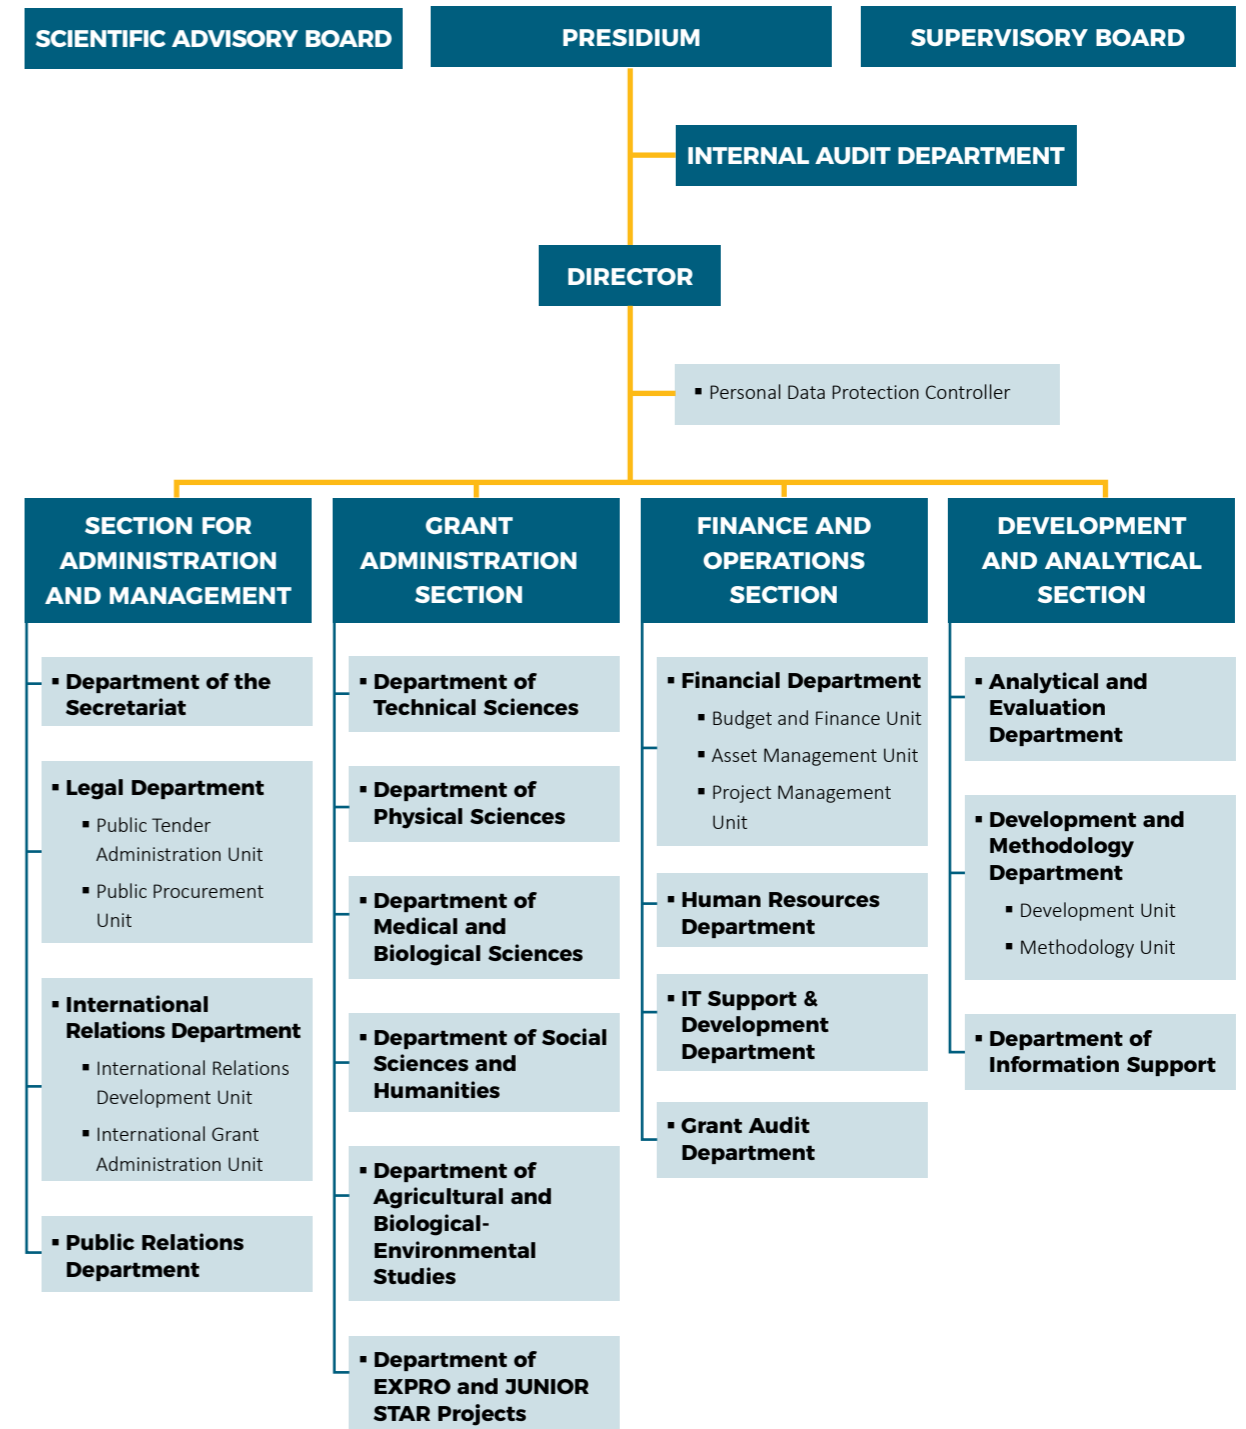 SCIENTIFIC ADVISORY BOARD
PRESIDIUM
SUPERVISORY BOARD
INTERNAL AUDIT DEPARTMENT
DIRECTOR
▪ Personal Data Protection Controller
SECTION FOR
ADMINISTRATION
AND MANAGEMENT
▪ Department of the
Secretariat
▪ Legal Department
▪ Public Tender
Administration Unit
▪ Public Procurement
Unit
▪ International
Relations Department
▪ International Relations
Development Unit
▪ International Grant
Administration Unit
▪ Public Relations
Department
GRANT
ADMINISTRATION
SECTION
▪ Department of
Technical Sciences
▪ Department of
Physical Sciences
▪ Department of
Medical and
Biological Sciences
▪ Department of Social
Sciences and
Humanities
▪ Department of
Agricultural and
Biological-
Environmental
Studies
▪ Department of
EXPRO and JUNIOR
STAR Projects
FINANCE AND
OPERATIONS
SECTION
▪ Financial Department
▪ Budget and Finance Unit
▪ Asset Management Unit
▪ Project Management
Unit
▪ Human Resources
Department
▪ IT Support &
Development
Department
▪ Grant Audit
Department
DEVELOPMENT
AND ANALYTICAL
SECTION
▪ Analytical and
Evaluation
Department
▪ Development and
Methodology
Department
▪ Development Unit
▪ Methodology Unit
▪ Department of
Information Support